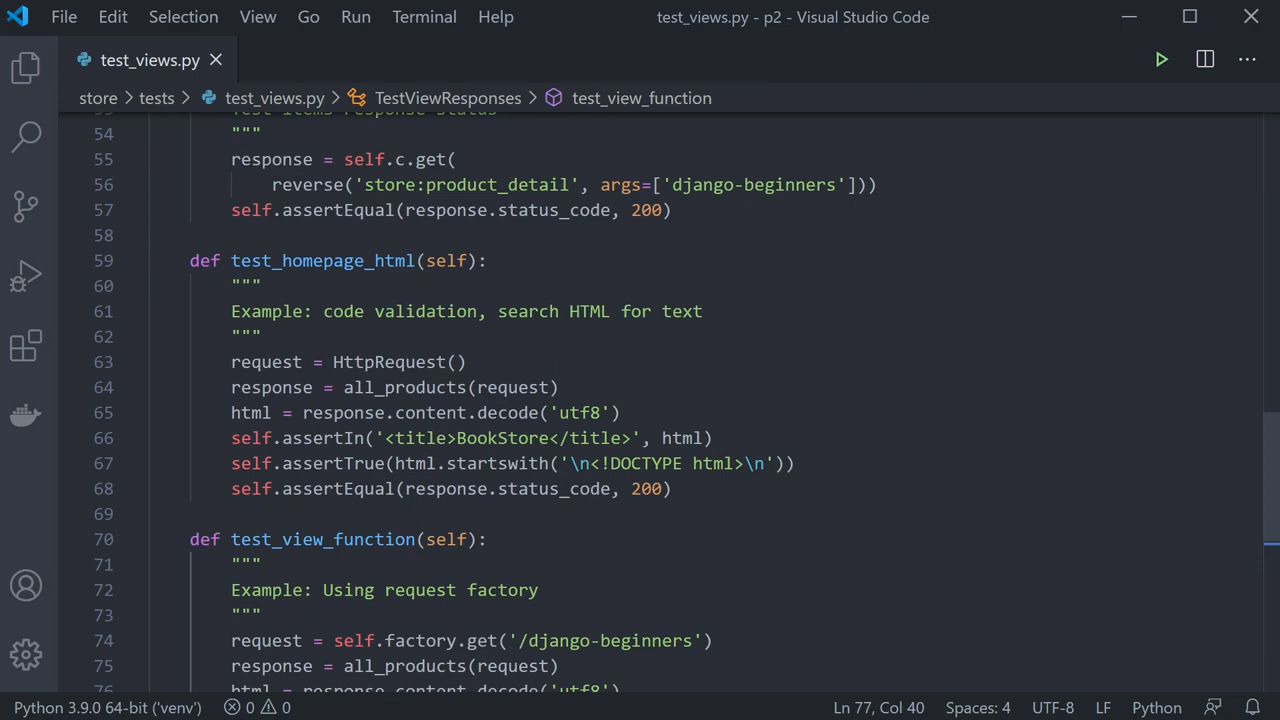 File Edit Selection View Go Run Terminal Help test_views.py - p2 - Visual Studio Code
test_views.py
store > tests > test_views.py > TestViewResponses > test_view_function
53 Test items response status
54 """
55 response = self.c.get(
56 reverse('store:product_detail', args=['django-beginners']))
57 self.assertEqual(response.status_code, 200)
58
59 def test_homepage_html(self):
60 """
61 Example: code validation, search HTML for text
62 """
63 request = HttpRequest()
64 response = all_products(request)
65 html = response.content.decode('utf8')
66 self.assertIn('<title>BookStore</title>', html)
67 self.assertTrue(html.startswith('\n<!DOCTYPE html>\n'))
68 self.assertEqual(response.status_code, 200)
69
70 def test_view_function(self):
71 """
72 Example: Using request factory
73 """
74 request = self.factory.get('/django-beginners')
75 response = all_products(request)
76 html = response.content.decode('utf8')
Python 3.9.0 64-bit ('venv') 0 0 Ln 77, Col 40 Spaces: 4 UTF-8 LF Python